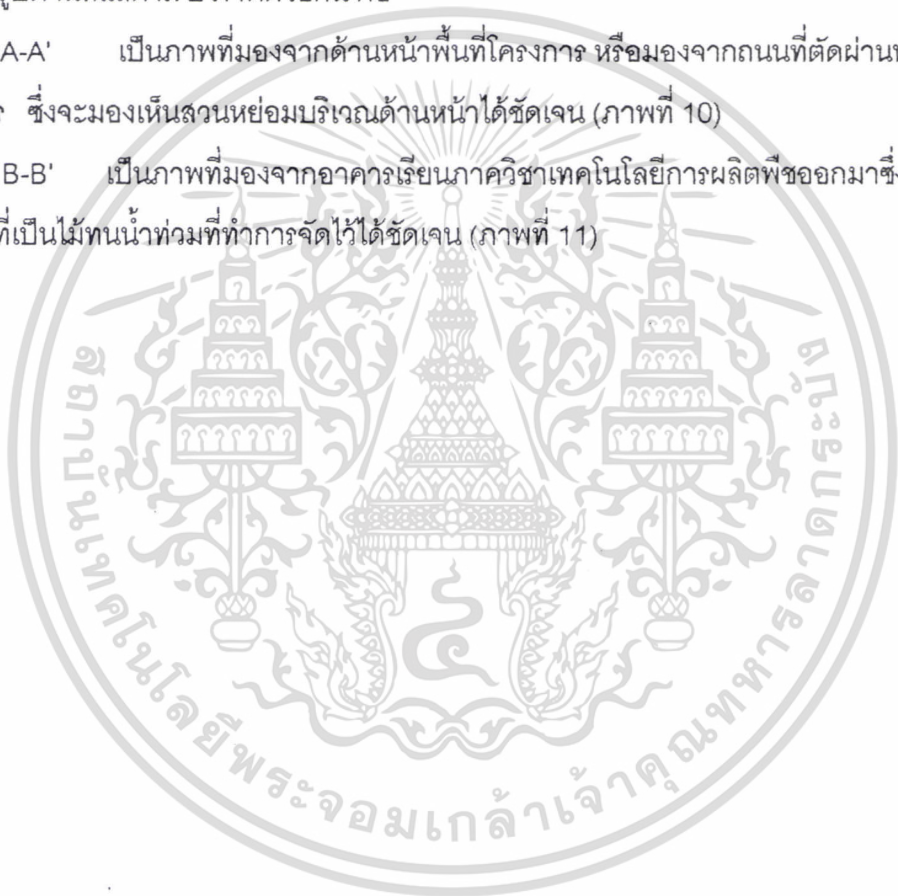 A-A' เป็นภาพที่มองจากด้านหน้าพื้นที่โครงการ หรือมองจากถนนที่ตัดผ่าน
ซึ่งจะมองเห็นสวนหย่อมบริเวณด้านหน้าได้ชัดเจน (ภาพที่ 10)
B-B' เป็นภาพที่มองจากอาคารเรียนภาควิชาเทคโนโลยีการผลิตพืชออกมาซึ่ง
ที่เป็นไม้ทนน้ำท่วมที่ทำการจัดไว้ได้ชัดเจน (ภาพที่ 11)
สถาบันเทคโนโลยีพระจอมเกล้าเจ้าคุณทหารลาดกระบัง
๔